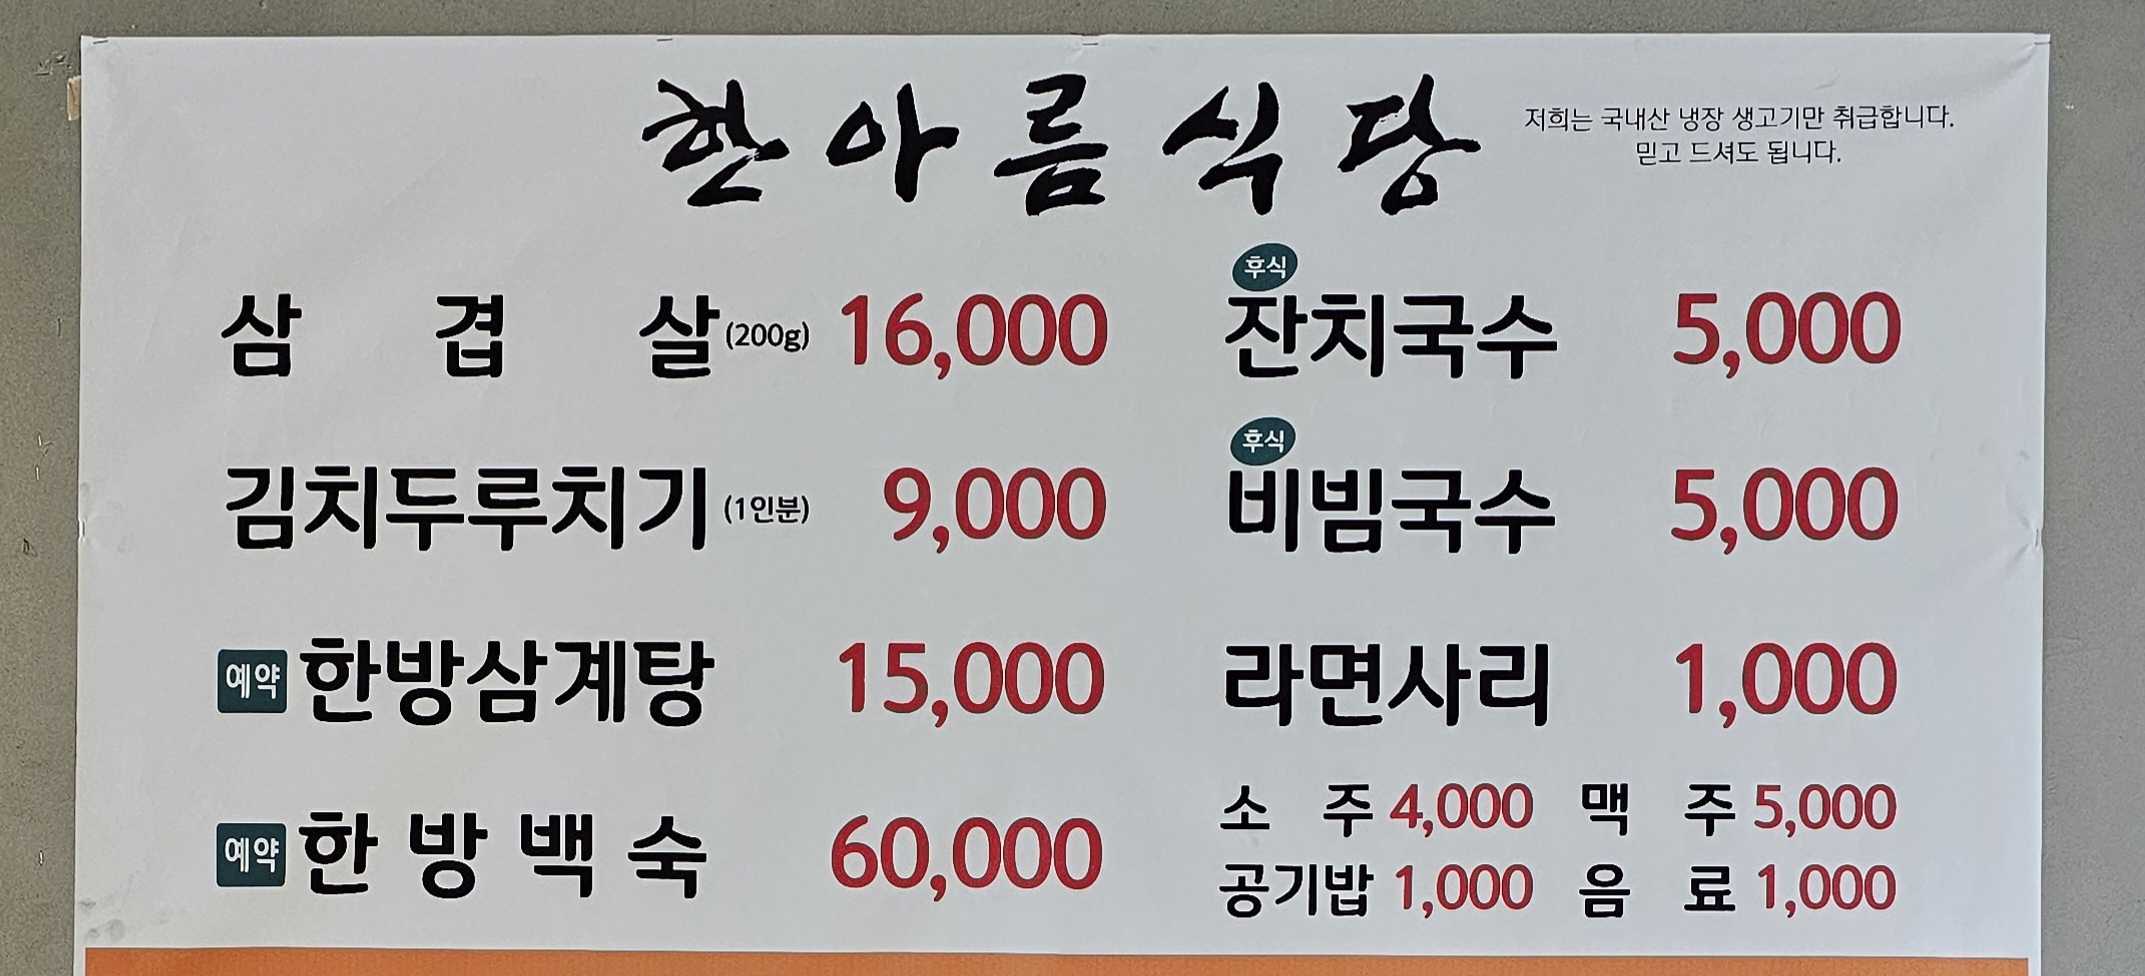 한아름식당
저희는 국내산 냉장 생고기만 취급합니다.
믿고 드셔도 됩니다.
삼겹살(200g) 16,000
김치두루치기(1인분) 9,000
예약 한방삼계탕 15,000
예약 한방백숙 60,000
후식
잔치국수 5,000
후식
비빔국수 5,000
라면사리 1,000
소주 4,000 맥주 5,000
공기밥 1,000 음료 1,000